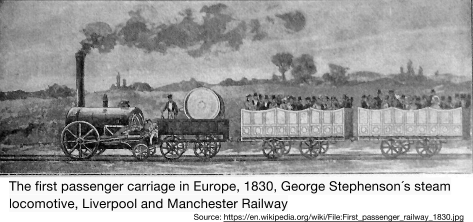 The first passenger carriage in Europe, 1830, George Stephenson´s steam
locomotive, Liverpool and Manchester Railway
Source: https://en.wikipedia.org/wiki/File:First_passenger_railway_1830.jpg